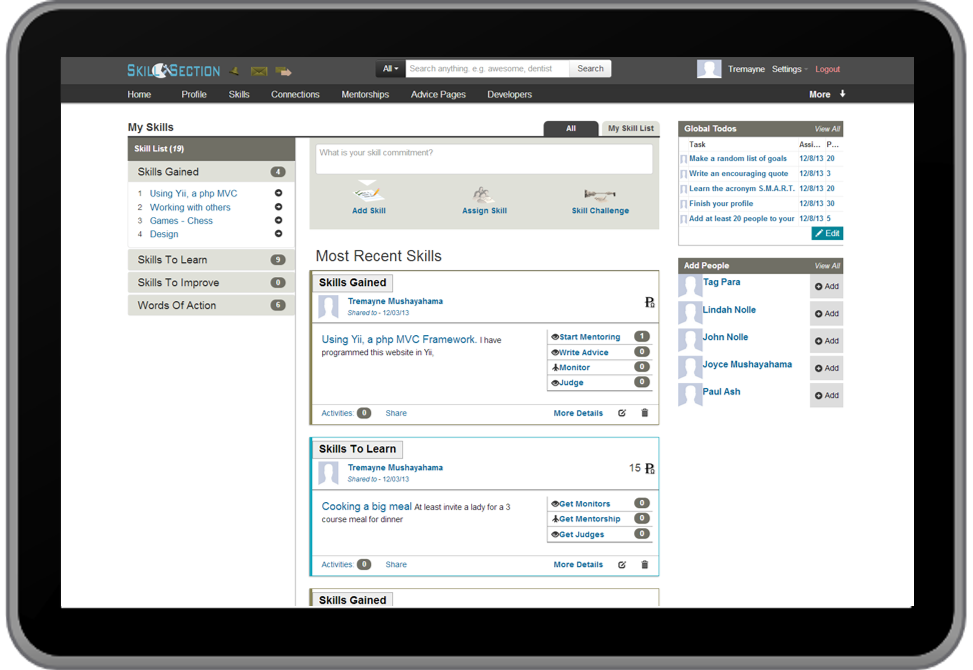 SKILL SECTION
All
Search anything, e.g. awesome, dentist
Search
Tremayne Settings Logout
Home Profile Skills Connections Mentorships Advice Pages Developers More
My Skills
Skill List (19)
Skills Gained 4
1 Using Yii, a php MVC
2 Working with others
3 Games - Chess
4 Design
Skills To Learn 9
Skills To Improve 0
Words Of Action 6
All My Skill List
What is your skill commitment?
Add Skill Assign Skill Skill Challenge
Most Recent Skills
Skills Gained
Tremayne Mushayahama
Shared to - 12/03/13
Using Yii, a php MVC Framework. I have
programmed this website in Yii,
Start Mentoring 1
Write Advice 0
Monitor 0
Judge 0
Activities 0 Share More Details
Skills To Learn
Tremayne Mushayahama
15
Shared to - 12/03/13
Cooking a big meal At least invite a lady for a 3
course meal for dinner
Get Monitors 0
Get Mentorship 0
Get Judges 0
Activities 0 Share More Details
Skills Gained
Global Todos View All
Task Assi... P...
Make a random list of goals 12/8/13 20
Write an encouraging quote 12/8/13 3
Learn the acronym S.M.A.R.T. 12/8/13 20
Finish your profile 12/8/13 30
Add at least 20 people to your 12/8/13 5
Edit
Add People View All
Tag Para Add
Lindah Nolle Add
John Nolle Add
Joyce Mushayahama Add
Paul Ash Add